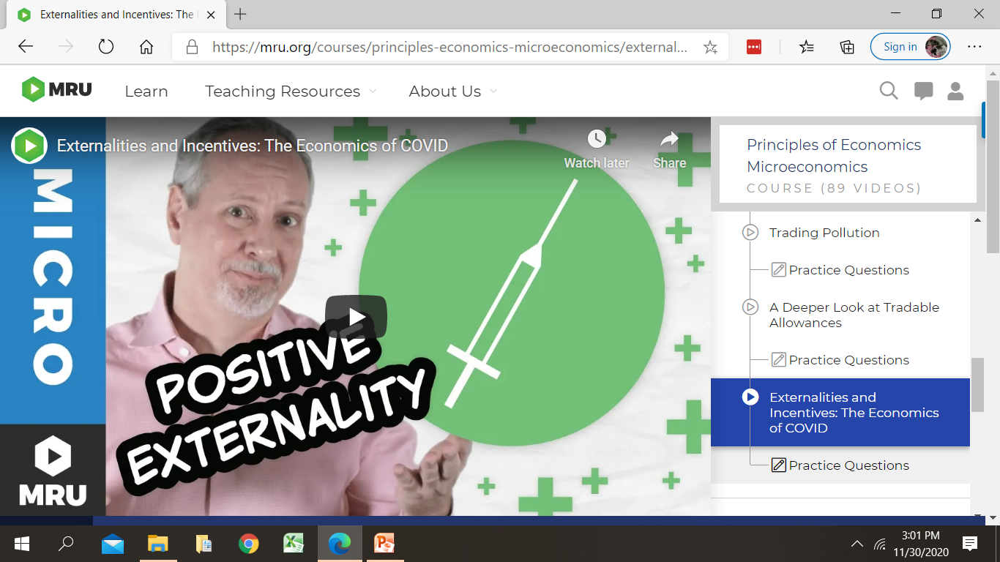 Externalities and Incentives: The
https://mru.org/courses/principles-economics-microeconomics/external...
Sign in
MRU
Learn
Teaching Resources
About Us
Externalities and Incentives: The Economics of COVID
Watch later
Share
MICRO
POSITIVE
EXTERNALITY
MRU
Principles of Economics
Microeconomics
COURSE (89 VIDEOS)
Trading Pollution
Practice Questions
A Deeper Look at Tradable
Allowances
Practice Questions
Externalities and
Incentives: The Economics
of COVID
Practice Questions
3:01 PM
11/30/2020